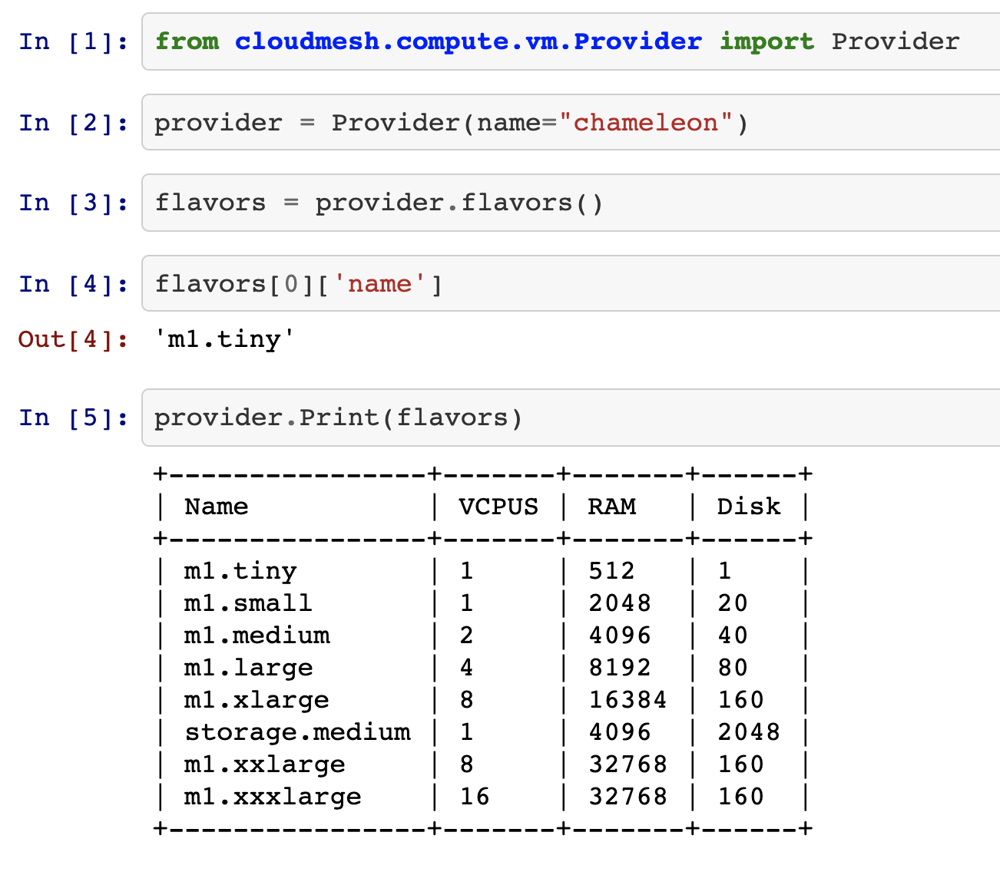 In [1]: from cloudmesh.compute.vm.Provider import Provider
In [2]: provider = Provider(name="chameleon")
In [3]: flavors = provider.flavors()
In [4]: flavors[0]['name']
Out[4]: 'm1.tiny'
In [5]: provider.Print(flavors)
+----------------+-------+-------+------+
| Name           | VCPUS | RAM   | Disk |
+----------------+-------+-------+------+
| m1.tiny        | 1     | 512   | 1    |
| m1.small       | 1     | 2048  | 20   |
| m1.medium      | 2     | 4096  | 40   |
| m1.large       | 4     | 8192  | 80   |
| m1.xlarge      | 8     | 16384 | 160  |
| storage.medium | 1     | 4096  | 2048 |
| m1.xxlarge     | 8     | 32768 | 160  |
| m1.xxxlarge    | 16    | 32768 | 160  |
+----------------+-------+-------+------+